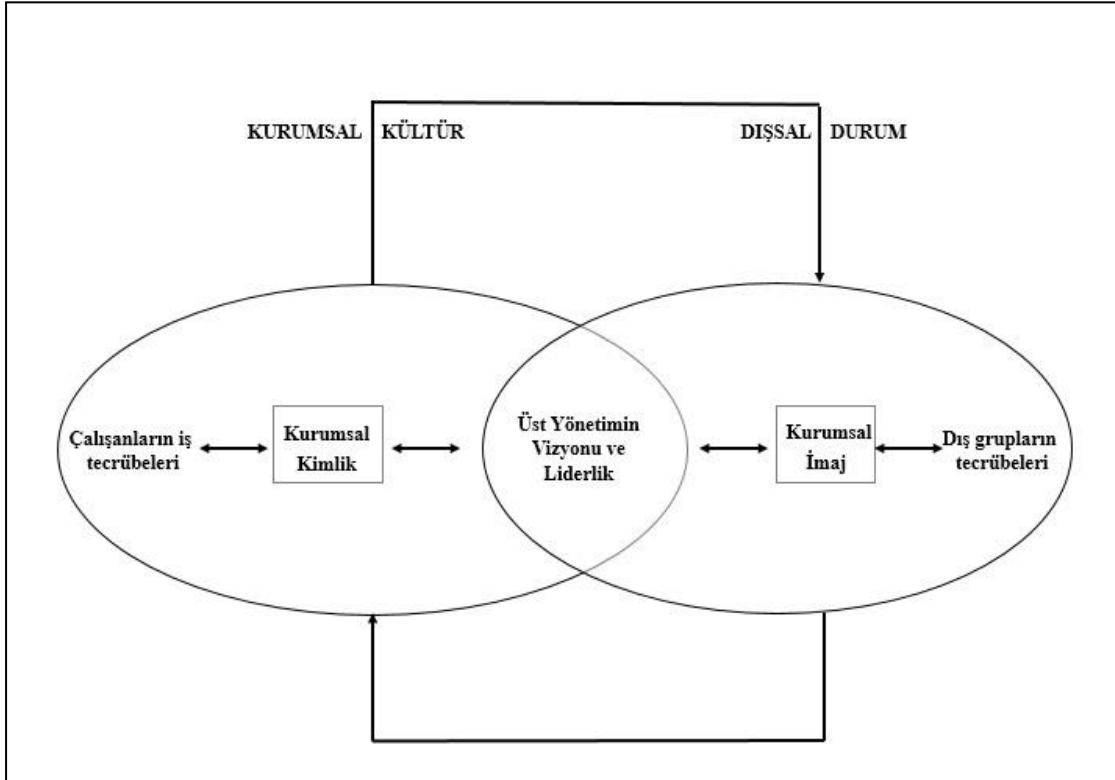 KURUMSAL KÜLTÜR
DIŞSAL DURUM
Çalışanların iş
tecrübeleri
Kurumsal
Kimlik
Üst Yönetimin
Vizyonu ve
Liderlik
Kurumsal
İmaj
Dış grupların
tecrübeleri